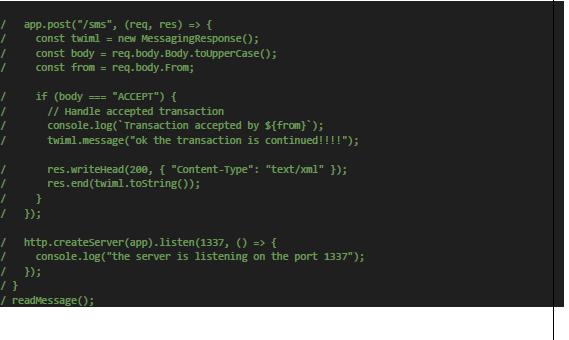 /   app.post("/sms", (req, res) => {
/     const twiml = new MessagingResponse();
/     const body = req.body.Body.toUpperCase();
/     const from = req.body.From;
/     if (body === "ACCEPT") {
/       // Handle accepted transaction
/       console.log(`Transaction accepted by ${from}`);
/       twiml.message("ok the transaction is continued!!!!");
/       res.writeHead(200, { "Content-Type": "text/xml" });
/       res.end(twiml.toString());
/     }
/   });
/   http.createServer(app).listen(1337, () => {
/     console.log("the server is listening on the port 1337");
/   });
/ }
/ readMessage();